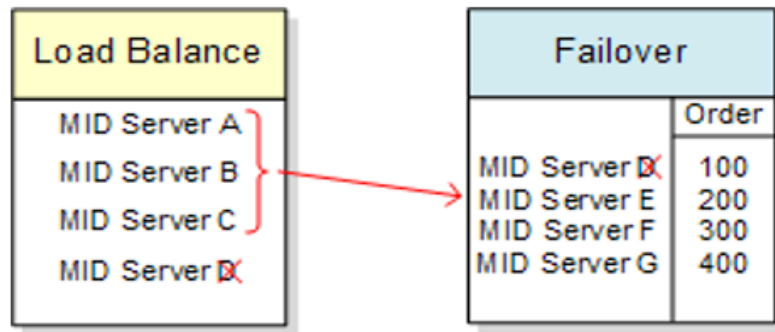 Load Balance
MID Server A
MID Server B
MID Server C
MID Server D
Failover
Order
MID Server D 100
MID Server E 200
MID Server F 300
MID Server G 400